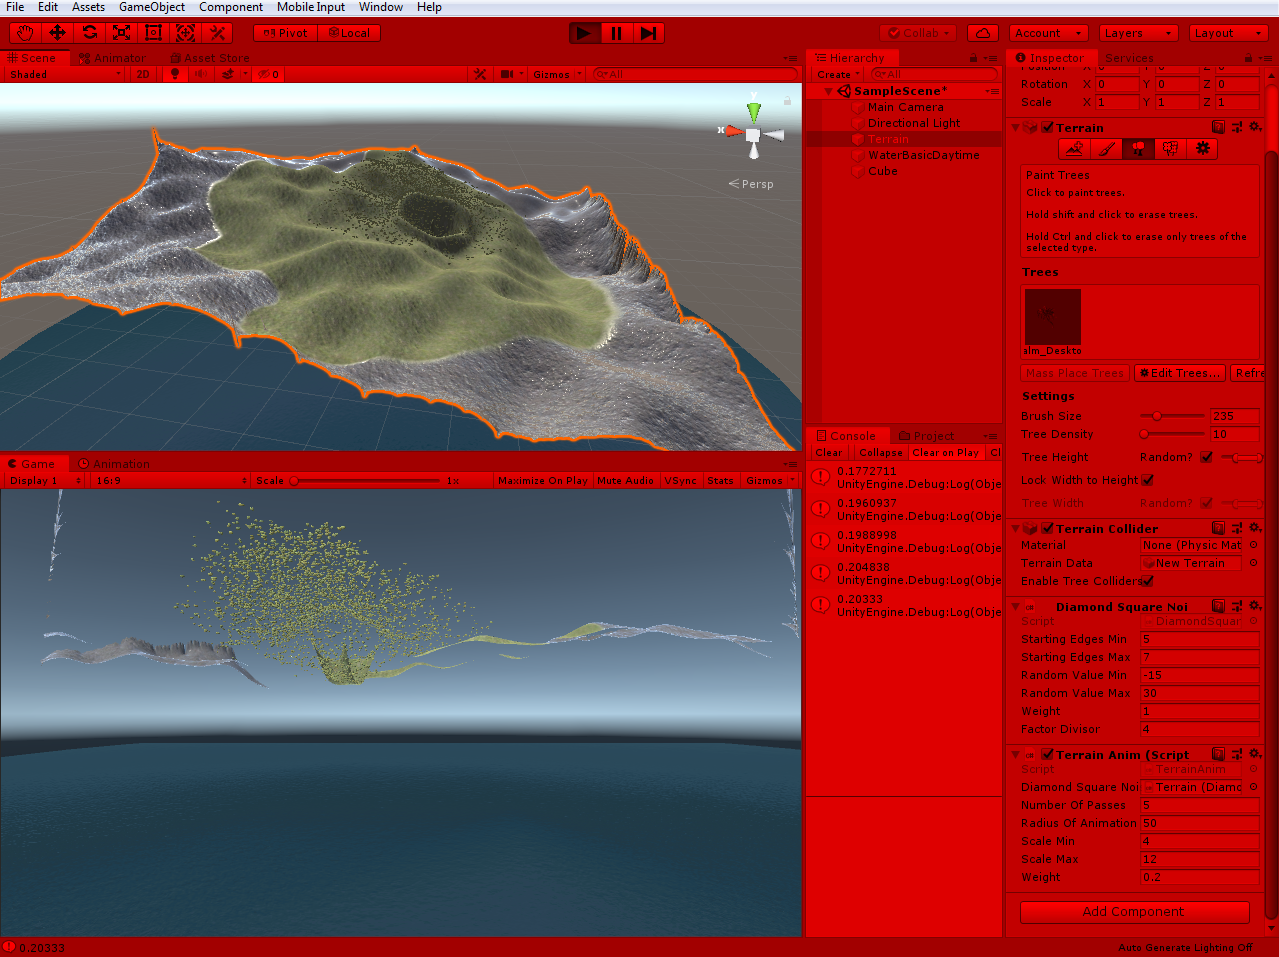 File Edit Assets GameObject Component Mobile Input Window Help
Pivot Local Collab Account Layers Layout
Scene Animator Asset Store
Shaded 2D 0 Gizmos All
y
x
Persp
Game Animation
Display 1 16:9 Scale 1x Maximize On Play Mute Audio VSync Stats Gizmos
Hierarchy
Create All
SampleScene*
Main Camera
Directional Light
Terrain
WaterBasicDaytime
Cube
Console Project
Clear Collapse Clear on Play
0.1772711
UnityEngine.Debug:Log(Obje
0.1960937
UnityEngine.Debug:Log(Obje
0.1988998
UnityEngine.Debug:Log(Obje
0.204838
UnityEngine.Debug:Log(Obje
0.20333
UnityEngine.Debug:Log(Obje
Inspector Services
Position X 0 Y 0 Z 0
Rotation X 0 Y 0 Z 0
Scale X 1 Y 1 Z 1
Terrain
Paint Trees
Click to paint trees.
Hold shift and click to erase trees.
Hold Ctrl and click to erase only trees of the
selected type.
Trees
alm_Deskto
Mass Place Trees Edit Trees... Refre
Settings
Brush Size 235
Tree Density 10
Tree Height Random?
Lock Width to Height
Tree Width Random?
Terrain Collider
Material None (Physic Mat
Terrain Data New Terrain
Enable Tree Colliders
Diamond Square Noi
Script DiamondSquar
Starting Edges Min 5
Starting Edges Max 7
Random Value Min -15
Random Value Max 30
Weight 1
Factor Divisor 4
Terrain Anim (Script
Script TerrainAnim
Diamond Square Noi Terrain (Diamo
Number Of Passes 5
Radius Of Animation 50
Scale Min 4
Scale Max 12
Weight 0.2
Add Component
0.20333
Auto Generate Lighting Off